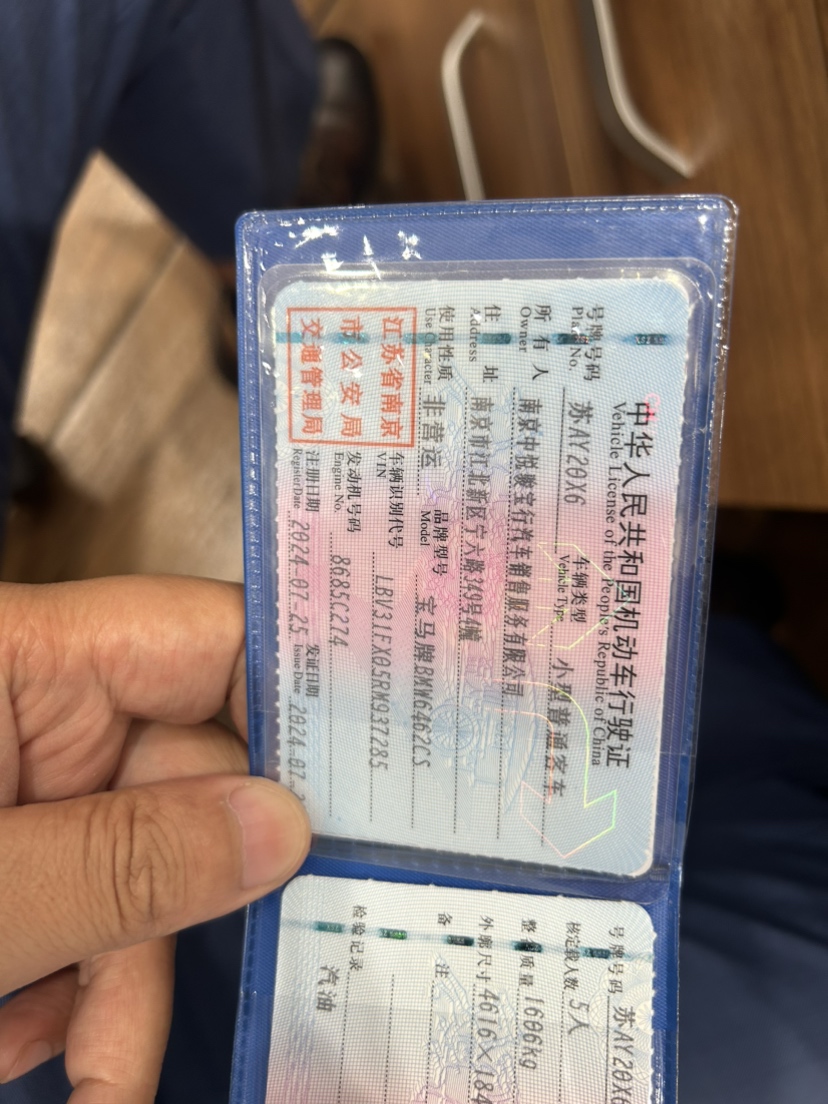 中华人民共和国机动车行驶证
Vehicle License of the People's Republic of China
号牌号码 苏AY20X6 车辆类型 小型普通客车
Plate No. Vehicle Type
所有人 南京中悦骏宝行汽车销售服务有限公司
Owner
住址 南京市江北新区宁六路349号4幢
Address
使用性质 非营运 品牌型号 宝马牌BMW6462CS
Use Character Model
江苏省南京
市公安局
交通管理局
车辆识别代号 LBV31FX05RW937285
VIN
发动机号码 8685C274
Engine No.
注册日期 2024-07-25 发证日期 2024-07-2
Register Date Issue Date
号牌号码 苏AY20X6
核定载人数 5人
整备质量 1606kg
外廓尺寸 4616×184
备注
检验记录
汽油